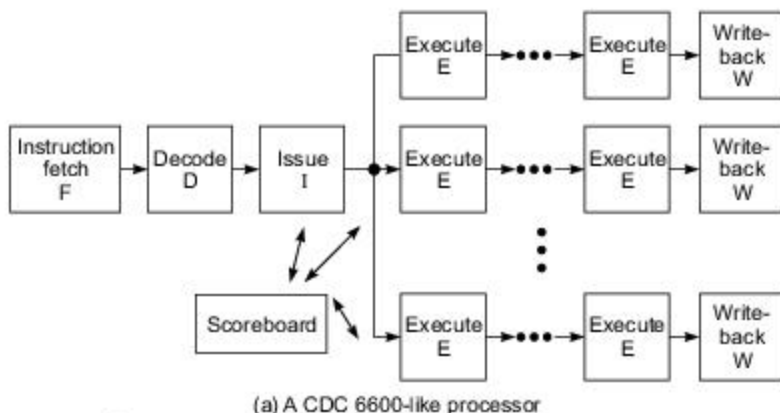 Execute
E
Execute
E
Write-
back
W
Instruction
fetch
F
Decode
D
Issue
I
Execute
E
Execute
E
Write-
back
W
Scoreboard
Execute
E
Execute
E
Write-
back
W
(a) A CDC 6600-like processor